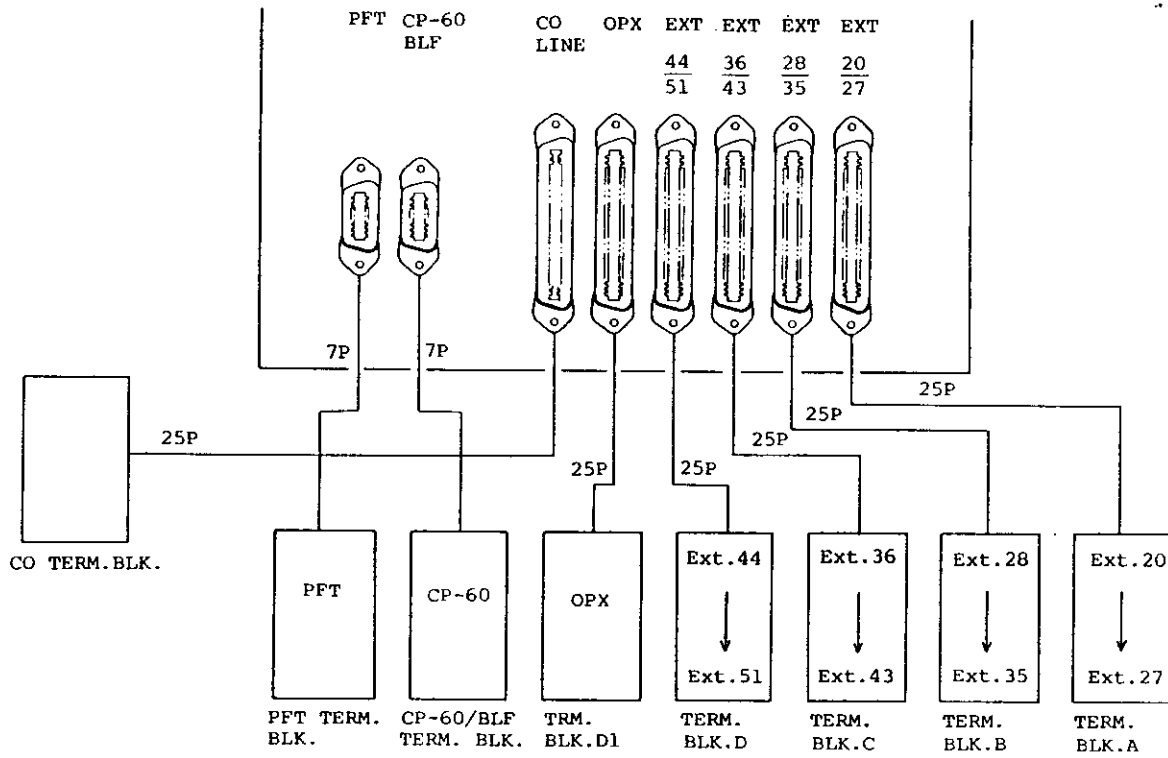 PFT CP-60 CO OPX EXT EXT EXT EXT
BLF LINE
44 36 28 20
51 43 35 27
7P 7P
25P
25P
25P
25P
25P
25P
CO TERM.BLK.
PFT CP-60 OPX
Ext.44 Ext.36 Ext.28 Ext.20
Ext.51 Ext.43 Ext.35 Ext.27
PFT TERM. CP-60/BLF TRM. TERM. TERM. TERM. TERM.
BLK. TERM. BLK. BLK.D1 BLK.D BLK.C BLK.B BLK.A